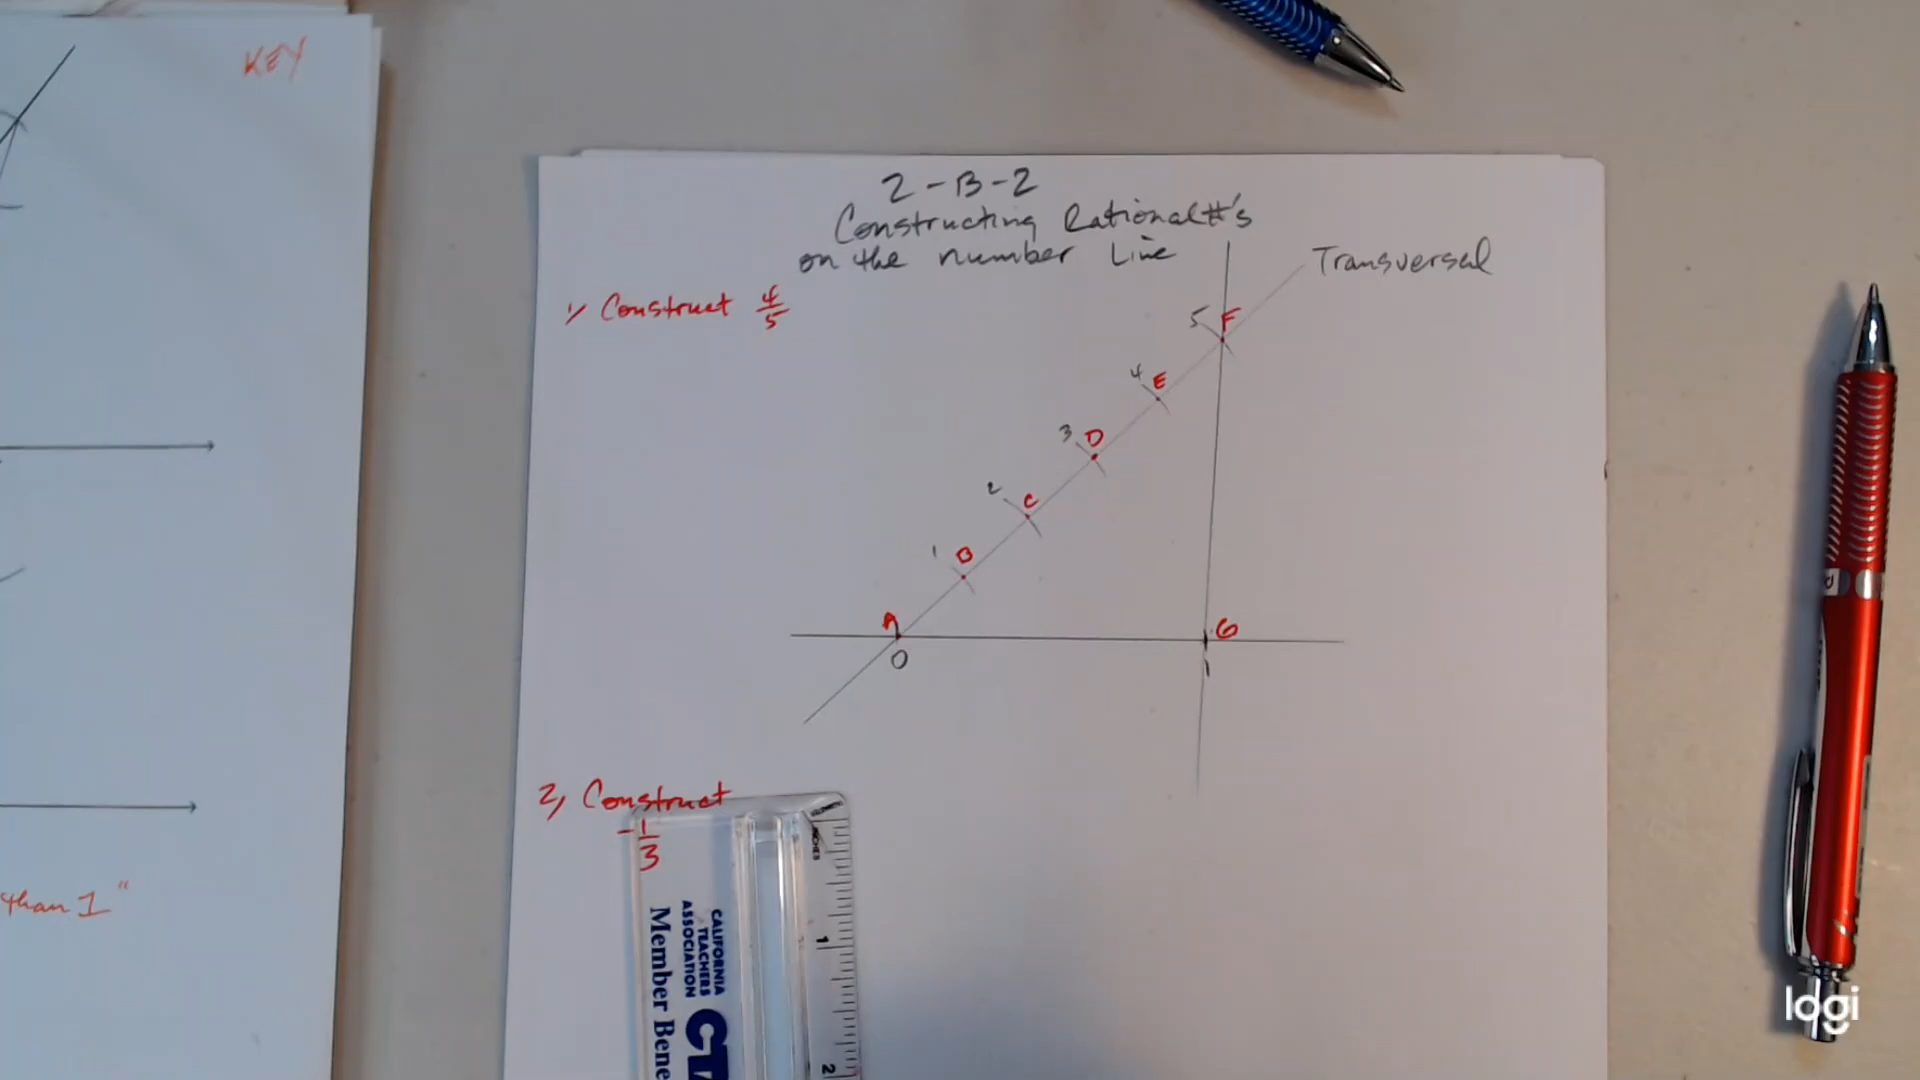 KEY
than 1"
2-B-2
Constructing Rational #'s
on the number Line
Transversal
1) Construct 4/5
5 F
4 E
3 D
2 C
1 B
A
G
0
1
2) Construct
-1/3
INCHES
1
2
CALIFORNIA
TEACHERS
ASSOCIATION
Member Bene
CTA
logi